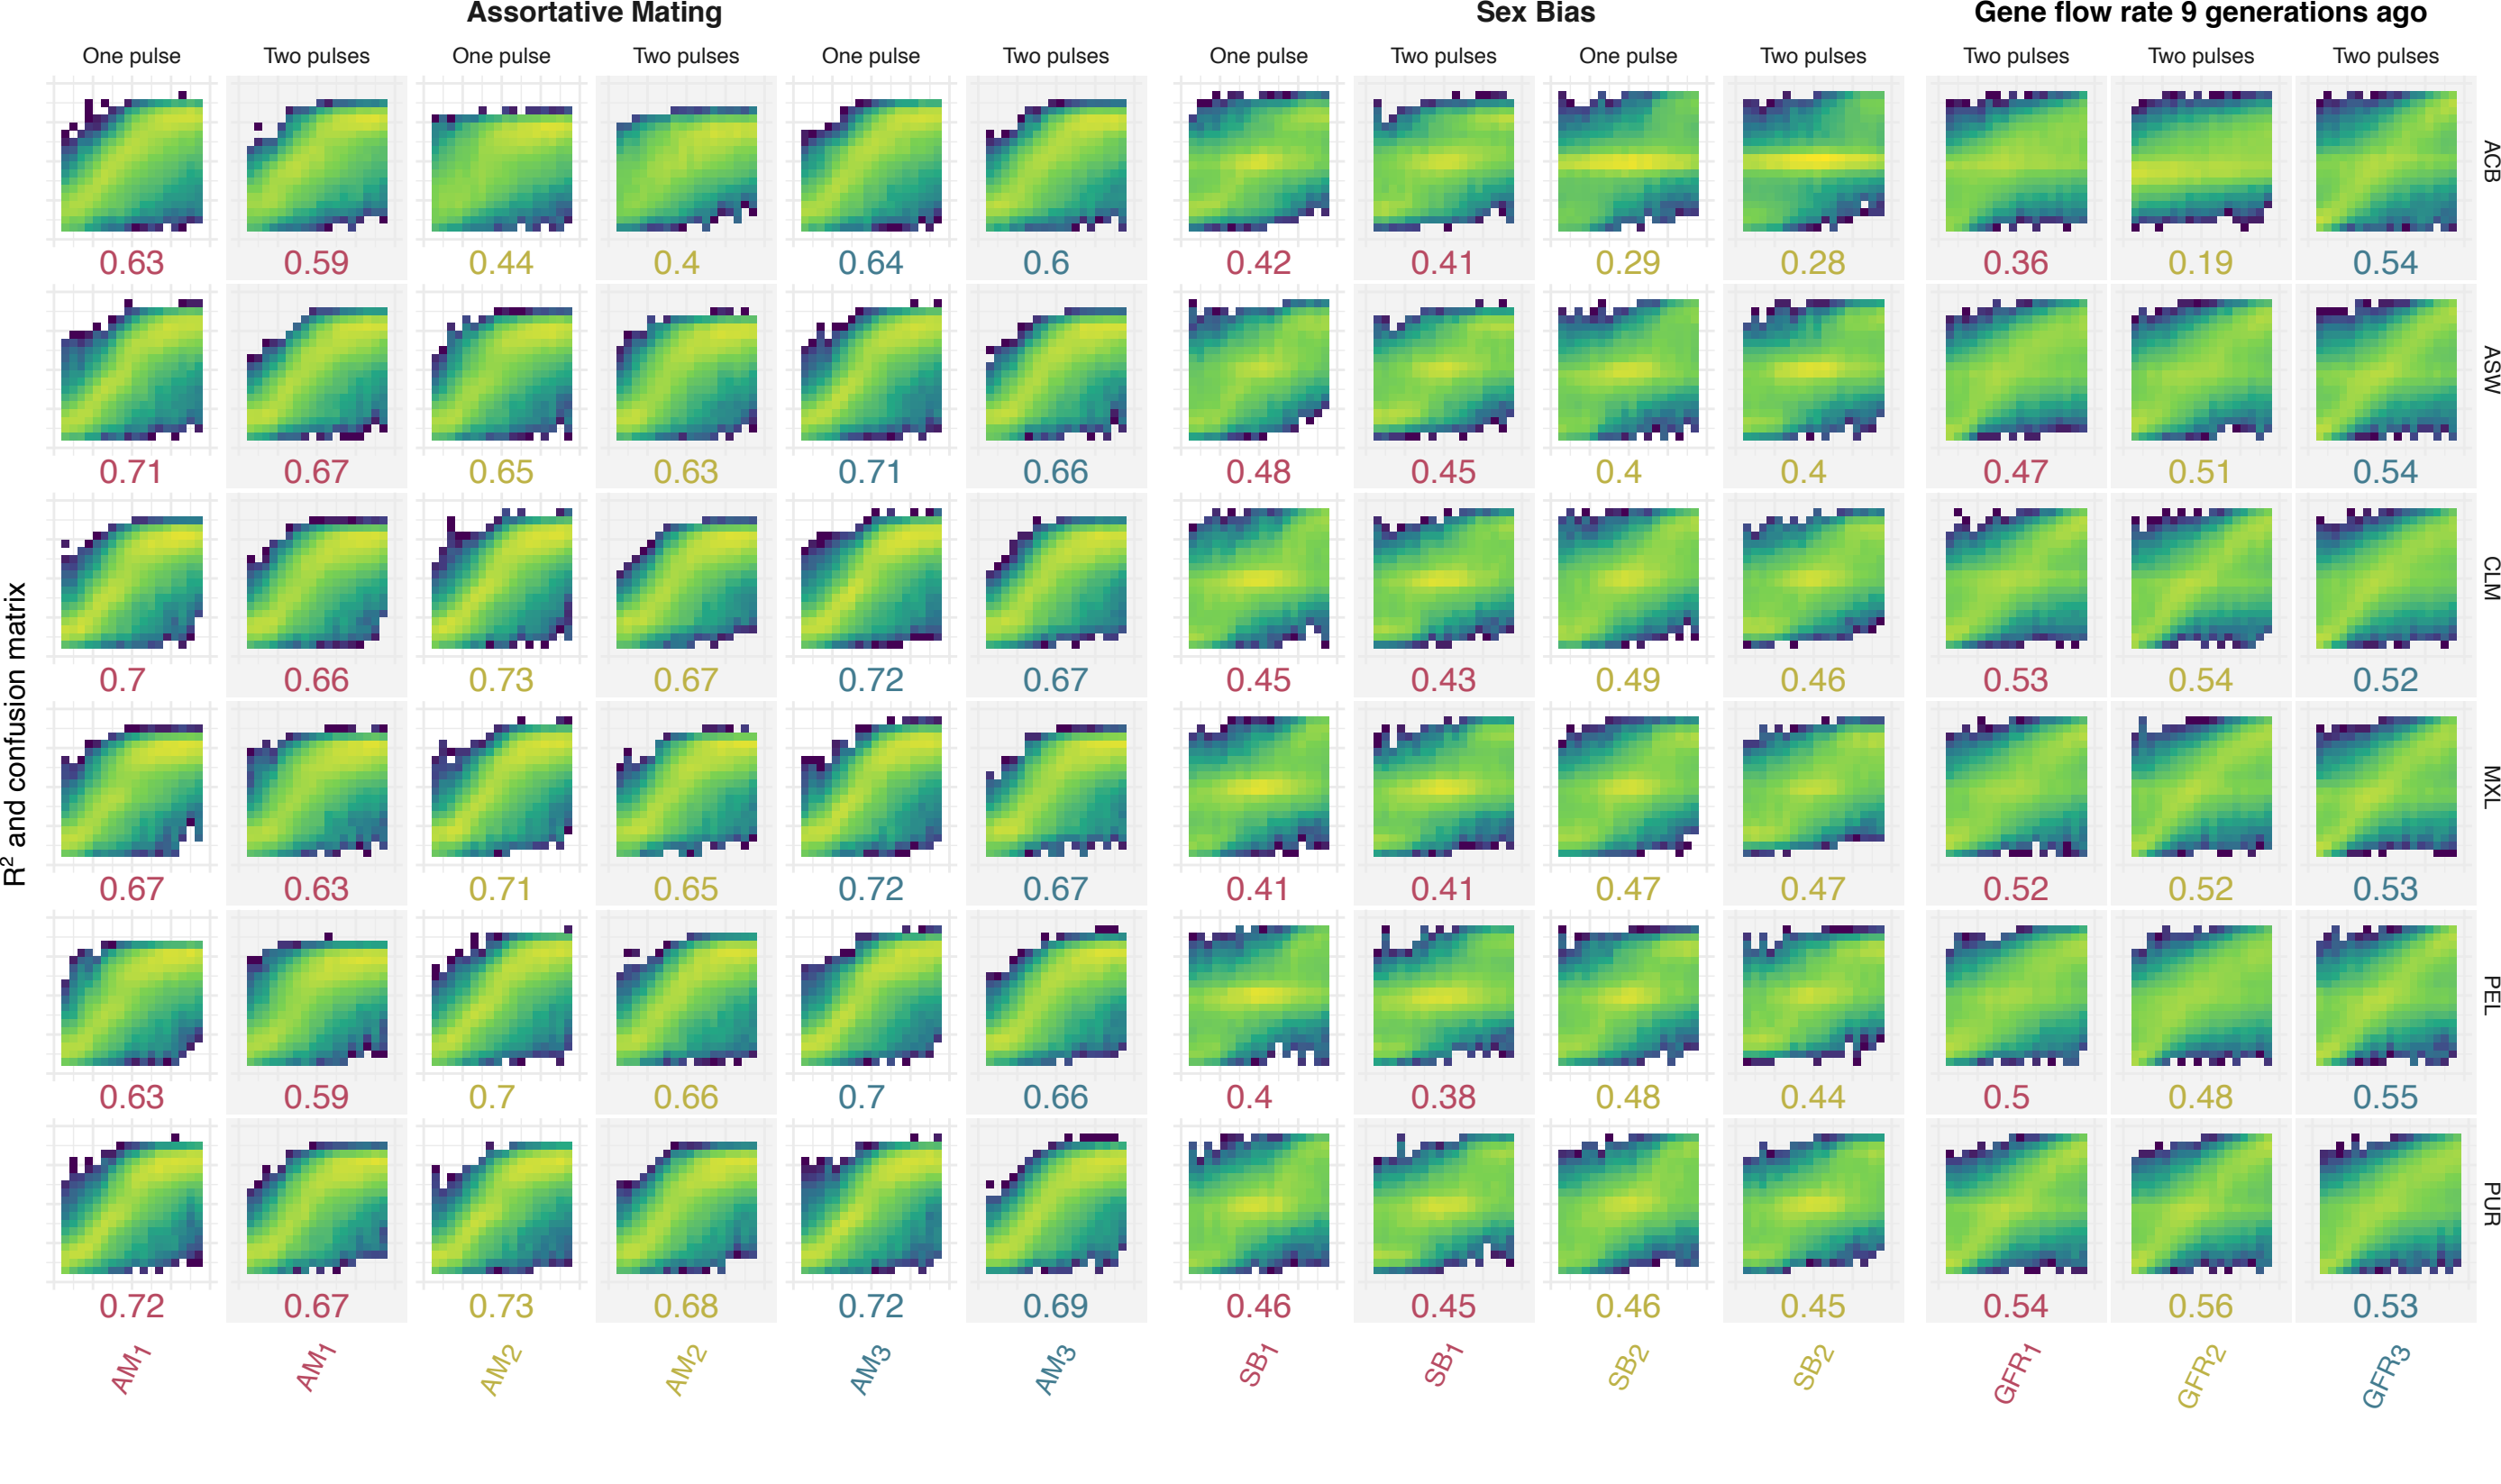 Assortative Mating Sex Bias Gene flow rate 9 generations ago
One pulse Two pulses One pulse Two pulses One pulse Two pulses One pulse Two pulses One pulse Two pulses Two pulses Two pulses Two pulses
ACB
0.63 0.59 0.44 0.4 0.64 0.6 0.42 0.41 0.29 0.28 0.36 0.19 0.54
ASW
0.71 0.67 0.65 0.63 0.71 0.66 0.48 0.45 0.4 0.4 0.47 0.51 0.54
CLM
0.7 0.66 0.73 0.67 0.72 0.67 0.45 0.43 0.49 0.46 0.53 0.54 0.52
R² and confusion matrix
MXL
0.67 0.63 0.71 0.65 0.72 0.67 0.41 0.41 0.47 0.47 0.52 0.52 0.53
PEL
0.63 0.59 0.7 0.66 0.7 0.66 0.4 0.38 0.48 0.44 0.5 0.48 0.55
PUR
0.72 0.67 0.73 0.68 0.72 0.69 0.46 0.45 0.46 0.45 0.54 0.56 0.53
AM1 AM1 AM2 AM2 AM3 AM3 SB1 SB1 SB2 SB2 GFR1 GFR2 GFR3